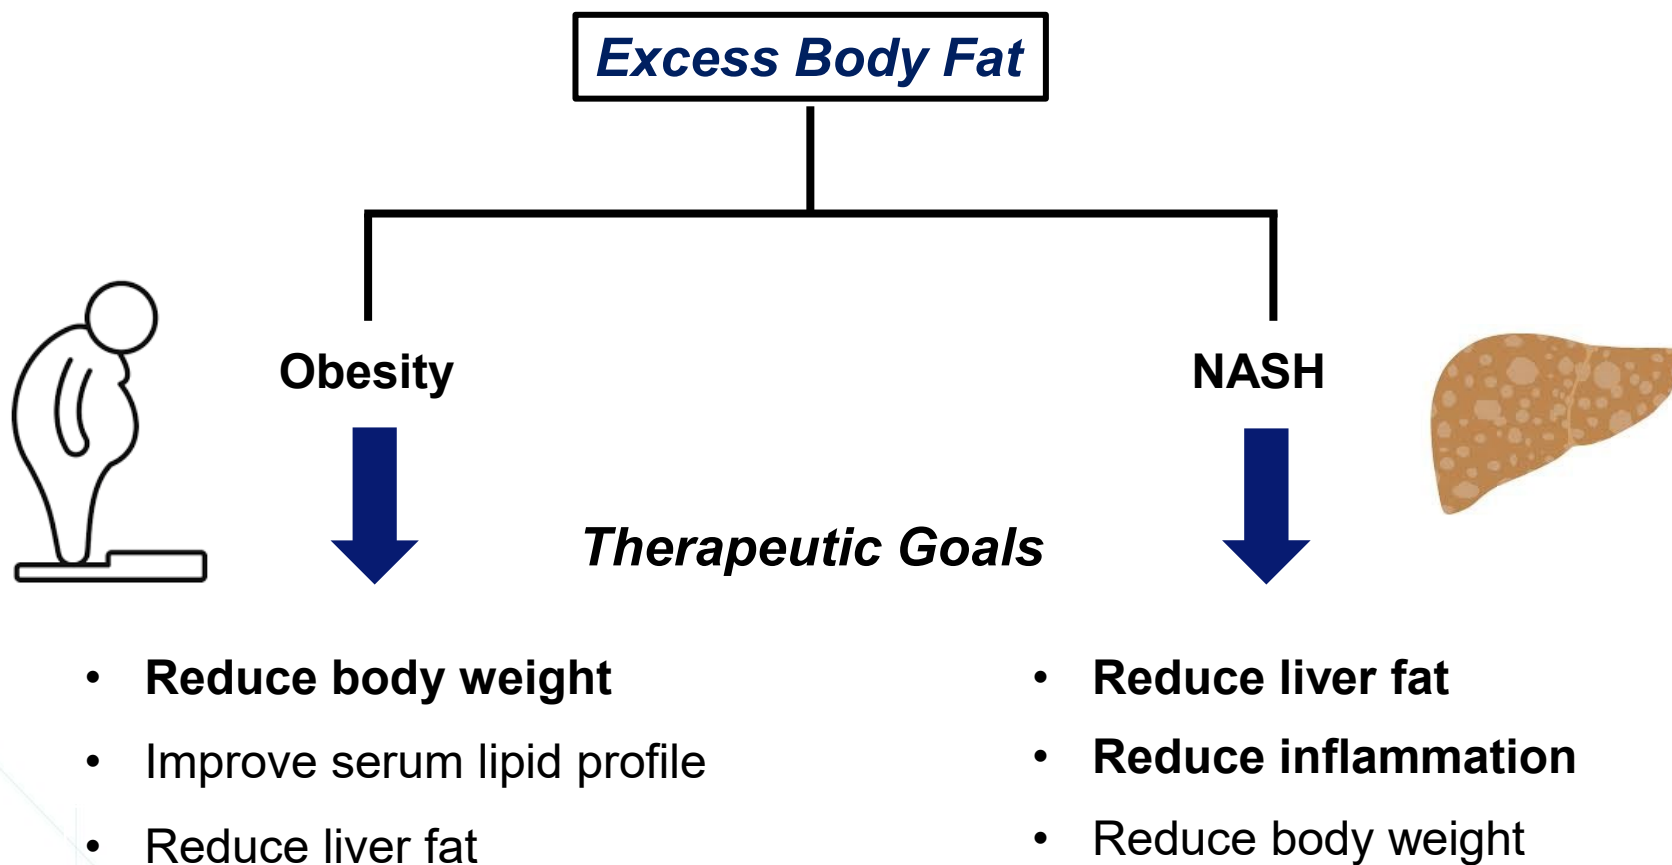 Excess Body Fat
Obesity
NASH
Therapeutic Goals
• Reduce body weight
• Improve serum lipid profile
• Reduce liver fat
• Reduce liver fat
• Reduce inflammation
• Reduce body weight